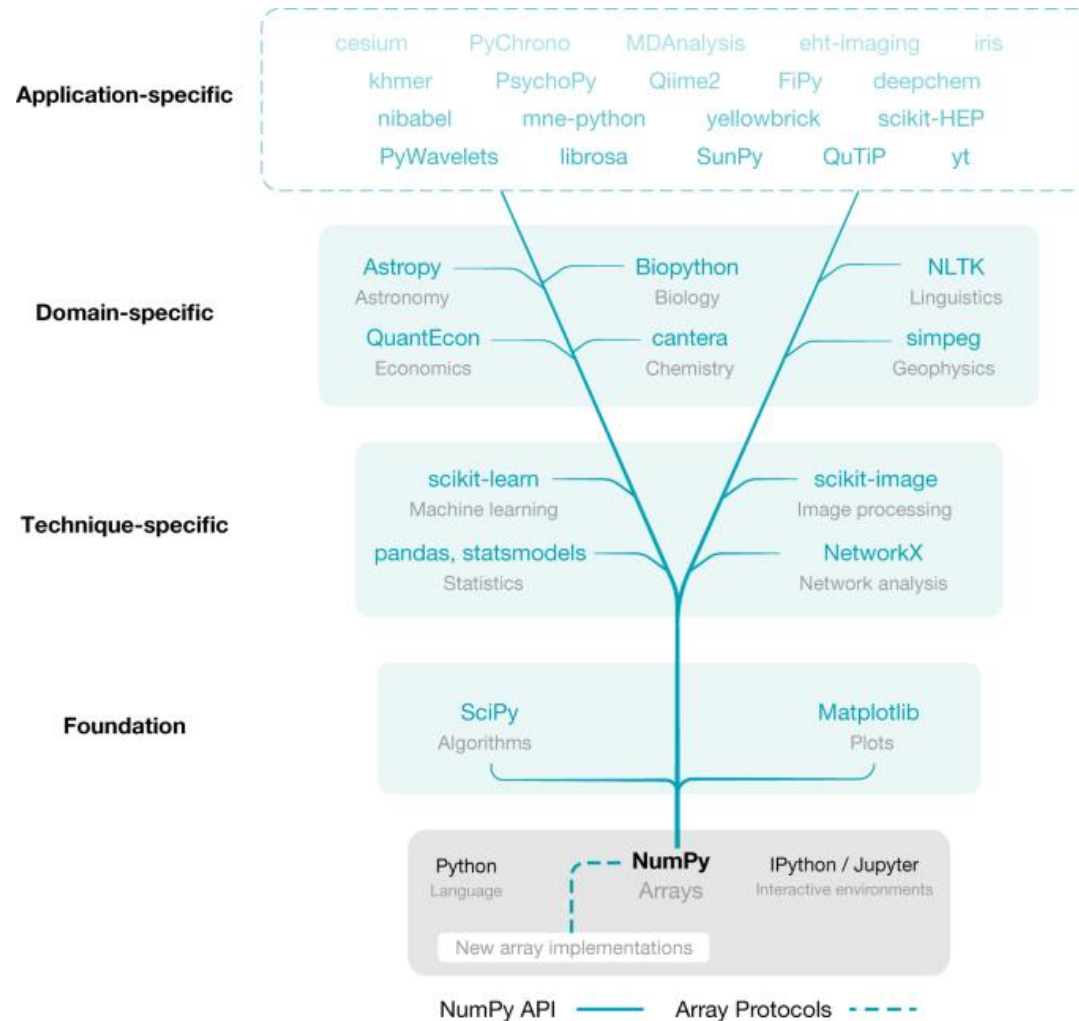 cesium PyChrono MDAnalysis eht-imaging iris
khmer PsychoPy Qiime2 FiPy deepchem
Application-specific
nibabel mne-python yellowbrick scikit-HEP
PyWavelets librosa SunPy QuTiP yt
Astropy Biopython NLTK
Astronomy Biology Linguistics
Domain-specific
QuantEcon cantera simpeg
Economics Chemistry Geophysics
scikit-learn scikit-image
Machine learning Image processing
Technique-specific
pandas, statsmodels NetworkX
Statistics Network analysis
SciPy Matplotlib
Foundation
Algorithms Plots
Python NumPy IPython / Jupyter
Language Arrays Interactive environments
New array implementations
NumPy API Array Protocols